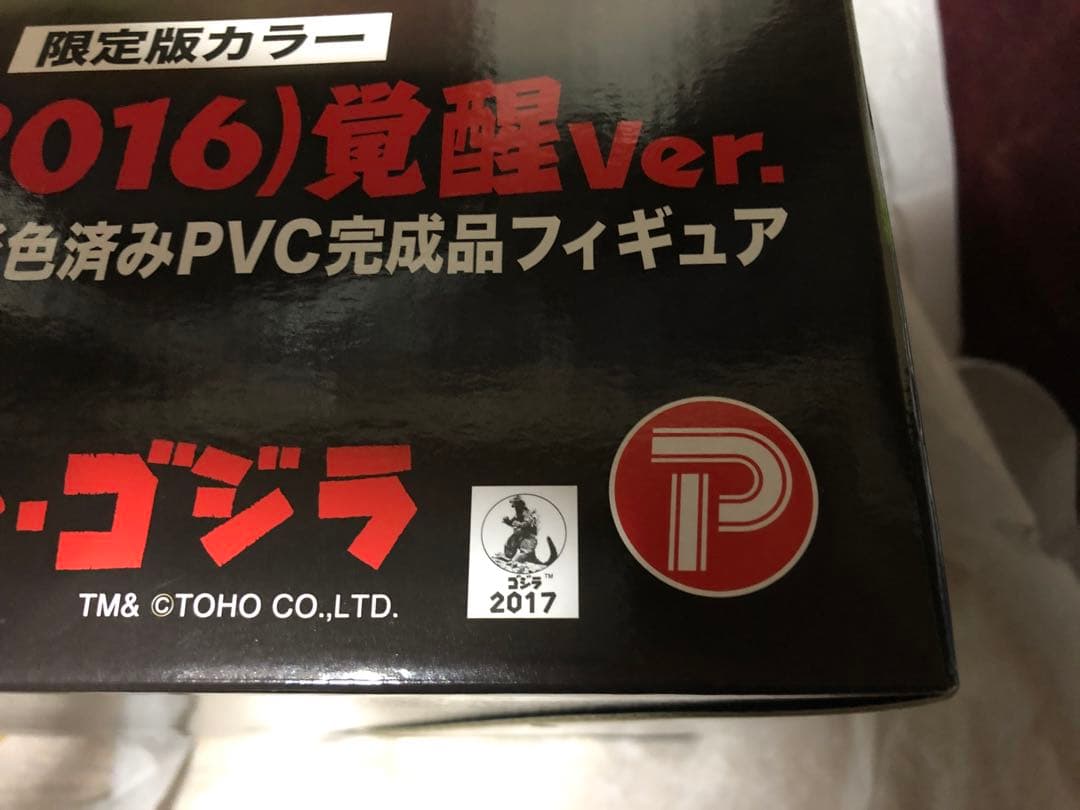 限定版カラー
2016)覚醒Ver.
色済みPVC完成品フィギュア
・ゴジラ
TM& ©TOHO CO.,LTD.
ゴジラ™
2017
P